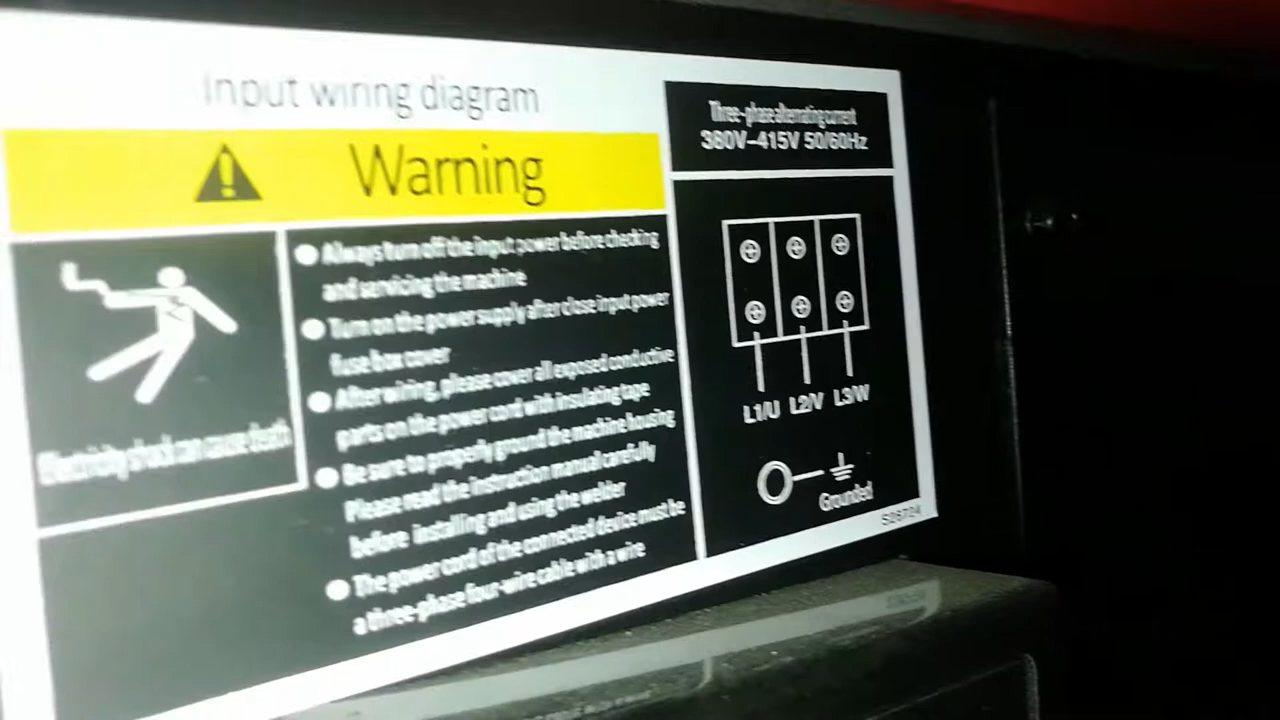 Input wiring diagram
Warning
Electricity shock can cause death
Always turn off the input power before checking
and servicing the machine
Turn on the power supply after close input power
fuse box cover
After wiring, please cover all exposed conductive
parts on the power cord with insulating tape
Be sure to properly ground the machine housing
Please read the instruction manual carefully
before installing and using the welder
The power cord of the connected device must be
a three-phase four-wire cable with a wire
Three-phase alternating current
380V-415V 50/60Hz
L1/U L2/V L3/W
Grounded
S26724